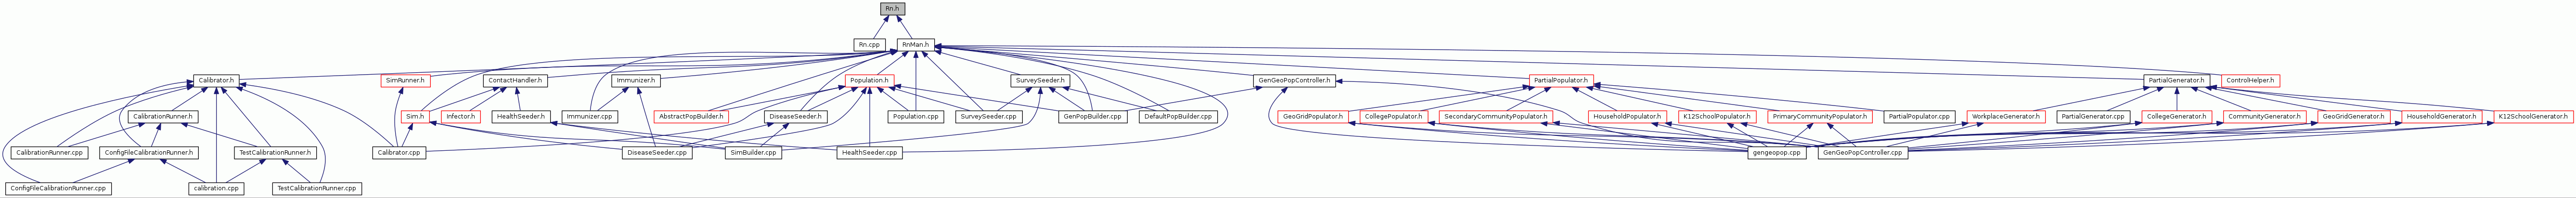 Rn.h
Rn.cpp
RnMan.h
Calibrator.h
SimRunner.h
ContactHandler.h
Immunizer.h
Population.h
SurveySeeder.h
GenGeoPopController.h
PartialPopulator.h
PartialGenerator.h
ControlHelper.h
CalibrationRunner.h
Sim.h
Infector.h
HealthSeeder.h
Immunizer.cpp
AbstractPopBuilder.h
DiseaseSeeder.h
Population.cpp
SurveySeeder.cpp
GenPopBuilder.cpp
DefaultPopBuilder.cpp
GeoGridPopulator.h
CollegePopulator.h
SecondaryCommunityPopulator.h
HouseholdPopulator.h
K12SchoolPopulator.h
PrimaryCommunityPopulator.h
PartialPopulator.cpp
WorkplaceGenerator.h
PartialGenerator.cpp
CollegeGenerator.h
CommunityGenerator.h
GeoGridGenerator.h
HouseholdGenerator.h
K12SchoolGenerator.h
CalibrationRunner.cpp
ConfigFileCalibrationRunner.h
TestCalibrationRunner.h
Calibrator.cpp
DiseaseSeeder.cpp
SimBuilder.cpp
HealthSeeder.cpp
gengeopop.cpp
GenGeoPopController.cpp
ConfigFileCalibrationRunner.cpp
calibration.cpp
TestCalibrationRunner.cpp